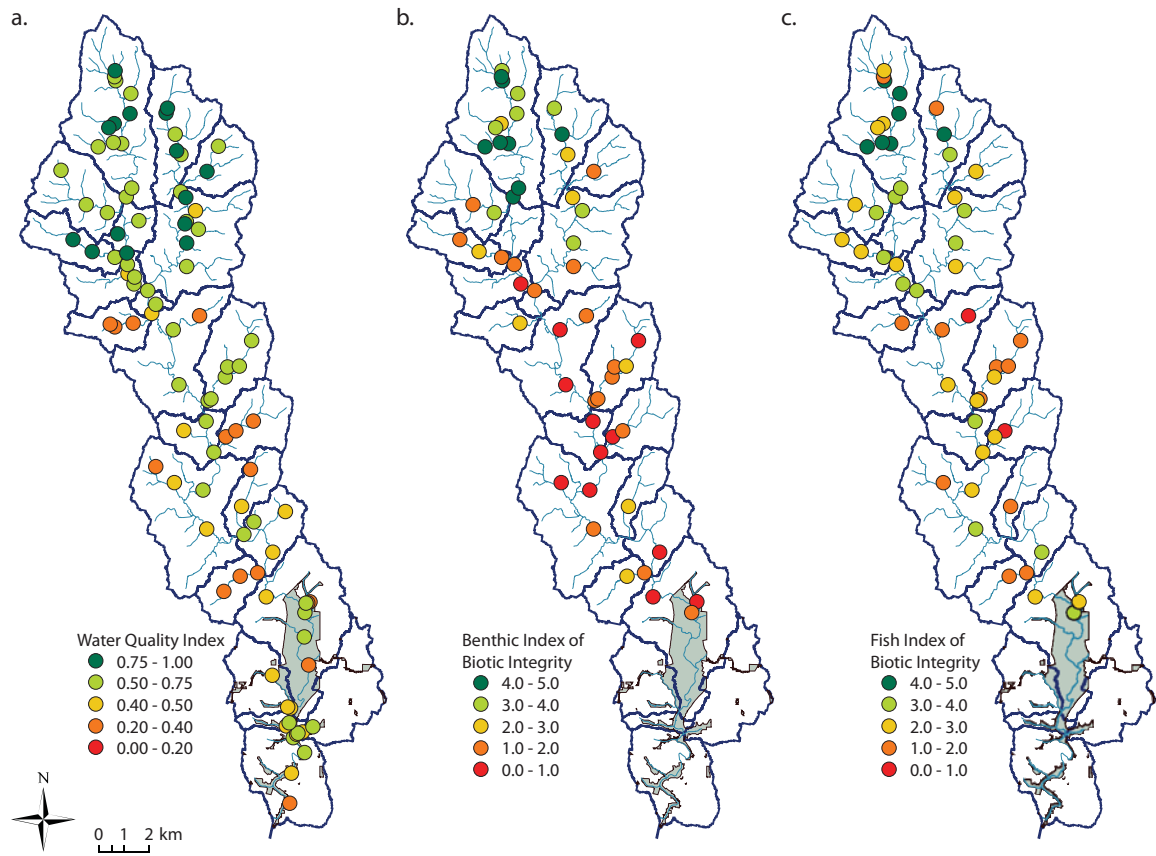 a.
b.
c.
Water Quality Index
0.75 - 1.00
0.50 - 0.75
0.40 - 0.50
0.20 - 0.40
0.00 - 0.20
Benthic Index of
Biotic Integrity
4.0 - 5.0
3.0 - 4.0
2.0 - 3.0
1.0 - 2.0
0.0 - 1.0
Fish Index of
Biotic Integrity
4.0 - 5.0
3.0 - 4.0
2.0 - 3.0
1.0 - 2.0
0.0 - 1.0
N
0 1 2 km